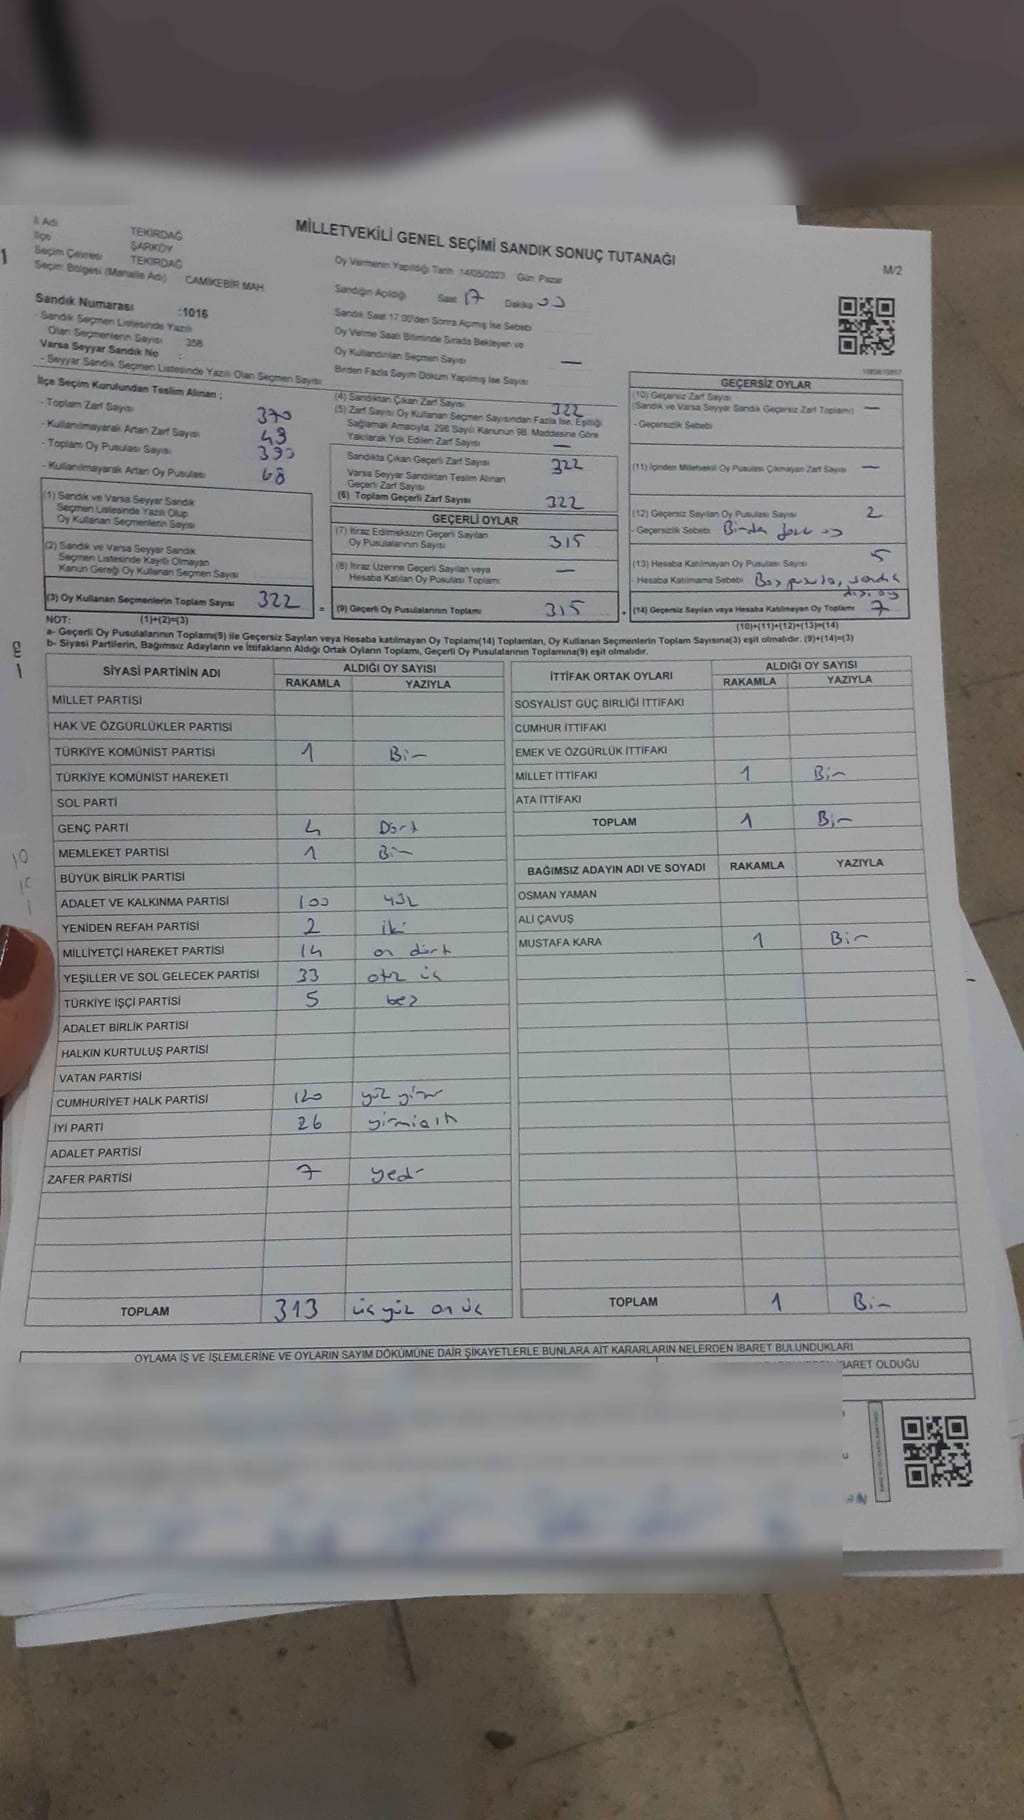 MİLLETVEKİLİ GENEL SEÇİMİ SANDIK SONUÇ TUTANAĞI
M/2
İl Adı TEKİRDAĞ
İlçe ŞARKÖY
Seçim Çevresi TEKİRDAĞ
Seçim Bölgesi (Mahalle Adı) CAMİKEBİR MAH.
Sandık Numarası :1016
- Sandık Seçmen Listesinde Yazılı
Olan Seçmenlerin Sayısı 358
Varsa Seyyar Sandık No :
- Seyyar Sandık Seçmen Listesinde Yazılı Olan Seçmen Sayısı
Oy Vermenin Yapıldığı Tarih 14/05/2023 Gün Pazar
Sandığın Açıldığı Saat 17 Dakika 00
Sandık Saat 17.00'den Sonra Açımış İse Sebebi
Oy Verme Saati Bitiminde Sırada Bekleyen ve
Oy Kullandırılan Seçmen Sayısı —
Birden Fazla Sayım Döküm Yapılmış İse Sayısı
İlçe Seçim Kurulundan Teslim Alınan ;
- Toplam Zarf Sayısı 370
- Kullanılmayarak Artan Zarf Sayısı 48
- Toplam Oy Pusulası Sayısı 390
- Kullanılmayarak Artan Oy Pusulası 68
(1) Sandık ve Varsa Seyyar Sandık
Seçmen Listesinde Yazılı Olup
Oy Kullanan Seçmenlerin Sayısı
(2) Sandık ve Varsa Seyyar Sandık
Seçmen Listesinde Kayıtlı Olmayan
Kanun Gereği Oy Kullanan Seçmen Sayısı
(3) Oy Kullanan Seçmenlerin Toplam Sayısı 322
(4) Sandıktan Çıkan Zarf Sayısı 322
(5) Zarf Sayısı Oy Kullanan Seçmen Sayısından Fazla İse, Eşitliği
Sağlamak Amacıyla, 298 Sayılı Kanunun 98. Maddesine Göre
Yakılarak Yok Edilen Zarf Sayısı —
Sandıkta Çıkan Geçerli Zarf Sayısı 322
Varsa Seyyar Sandıktan Teslim Alınan
Geçerli Zarf Sayısı
(6) Toplam Geçerli Zarf Sayısı 322
GEÇERLİ OYLAR
(7) İtiraz Edilmeksizin Geçerli Sayılan
Oy Pusulalarının Sayısı 315
(8) İtiraz Üzerine Geçerli Sayılan veya
Hesaba Katılan Oy Pusulası Toplamı —
= (9) Geçerli Oy Pusulalarının Toplamı 315
GEÇERSİZ OYLAR
(10) Geçersiz Zarf Sayısı
(Sandık ve Varsa Seyyar Sandık Geçersiz Zarf Toplamı) —
- Geçersizlik Sebebi
(11) İçinden Milletvekili Oy Pusulası Çıkmayan Zarf Sayısı —
(12) Geçersiz Sayılan Oy Pusulası Sayısı 2
- Geçersizlik Sebebi
(13) Hesaba Katılmayan Oy Pusulası Sayısı 5
- Hesaba Katılmama Sebebi Boş pusula, sandık
dışı oy
+ (14) Geçersiz Sayılan veya Hesaba Katılmayan Oy Toplamı 7
NOT: (1)+(2)=(3)
(10)+(11)+(12)+(13)=(14)
a- Geçerli Oy Pusulalarının Toplamı(9) ile Geçersiz Sayılan veya Hesaba katılmayan Oy Toplamı(14) Toplamları, Oy Kullanan Seçmenlerin Toplam Sayısına(3) eşit olmalıdır. (9)+(14)=(3)
b- Siyasi Partilerin, Bağımsız Adayların ve İttifakların Aldığı Oyların Toplamı, Geçerli Oy Pusulalarının Toplamına(9) eşit olmalıdır.
SİYASİ PARTİNİN ADI
ALDIĞI OY SAYISI
RAKAMLA YAZIYLA
MİLLET PARTİSİ
HAK VE ÖZGÜRLÜKLER PARTİSİ
TÜRKİYE KOMÜNİST PARTİSİ 1 Bir
TÜRKİYE KOMÜNİST HAREKETİ
SOL PARTİ
GENÇ PARTİ 4 Dört
MEMLEKET PARTİSİ 1 Bir
BÜYÜK BİRLİK PARTİSİ
ADALET VE KALKINMA PARTİSİ 100 yüz
YENİDEN REFAH PARTİSİ 2 iki
MİLLİYETÇİ HAREKET PARTİSİ 14 on dört
YEŞİLLER VE SOL GELECEK PARTİSİ 33 otuz üç
TÜRKİYE İŞÇİ PARTİSİ 5 beş
ADALET BİRLİK PARTİSİ
HALKIN KURTULUŞ PARTİSİ
VATAN PARTİSİ
CUMHURİYET HALK PARTİSİ 120 yüz yirmi
İYİ PARTİ 26 yirmialtı
ADALET PARTİSİ
ZAFER PARTİSİ 7 yedi
TOPLAM 313 üç yüz on üç
İTTİFAK ORTAK OYLARI
ALDIĞI OY SAYISI
RAKAMLA YAZIYLA
SOSYALİST GÜÇ BİRLİĞİ İTTİFAKI
CUMHUR İTTİFAKI
EMEK VE ÖZGÜRLÜK İTTİFAKI
MİLLET İTTİFAKI 1 Bir
ATA İTTİFAKI
TOPLAM 1 Bir
BAĞIMSIZ ADAYIN ADI VE SOYADI RAKAMLA YAZIYLA
OSMAN YAMAN
ALİ ÇAVUŞ
MUSTAFA KARA 1 Bir
TOPLAM 1 Bir
OYLAMA İŞ VE İŞLEMLERİNE VE OYLARIN SAYIM DÖKÜMÜNE DAİR ŞİKAYETLERLE BUNLARA AİT KARARLARIN NELERDEN İBARET BULUNDUKLARI
İBARET OLDUĞU